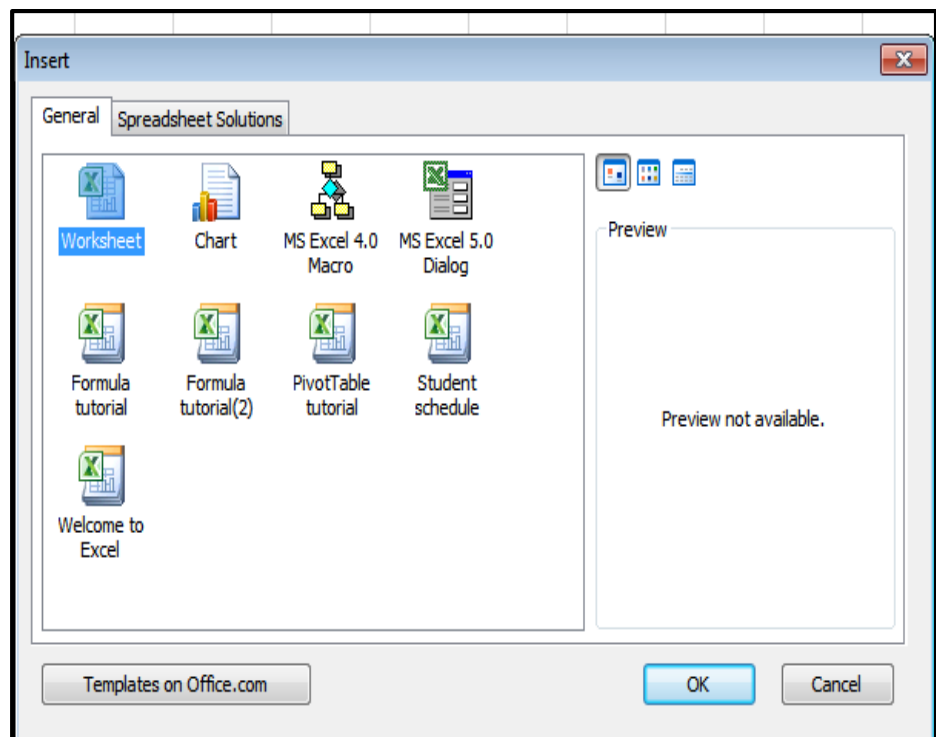 Insert
General
Spreadsheet Solutions
Worksheet
Chart
MS Excel 4.0
Macro
MS Excel 5.0
Dialog
Formula
tutorial
Formula
tutorial(2)
PivotTable
tutorial
Student
schedule
Welcome to
Excel
Preview
Preview not available.
Templates on Office.com
OK
Cancel